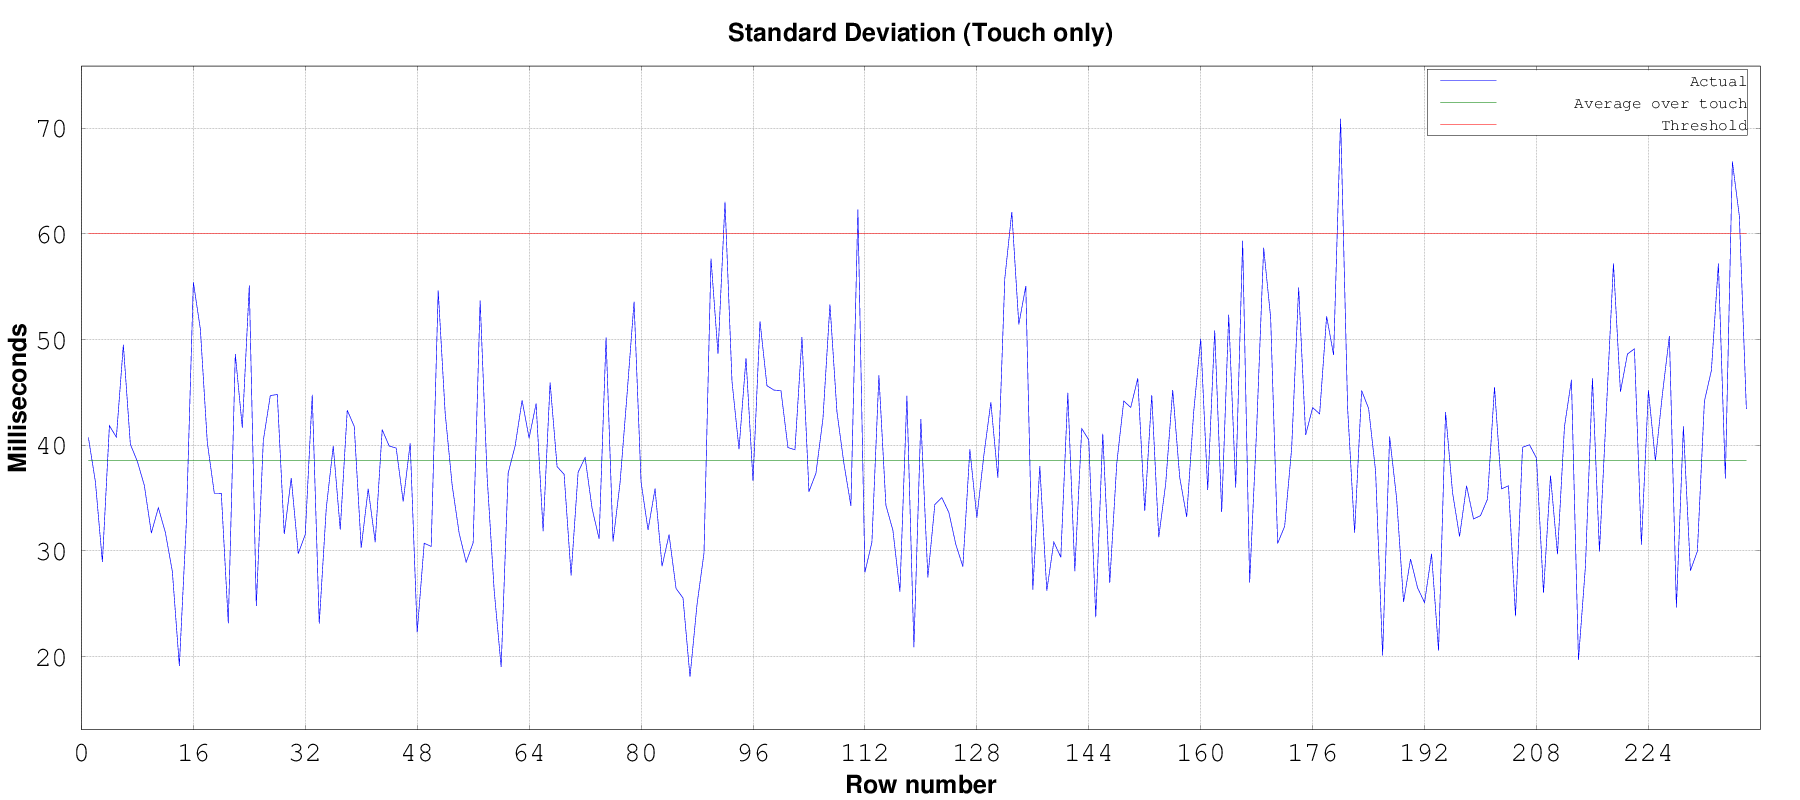 Standard Deviation (Touch only)
Actual
Average over touch
Threshold
70
60
50
40
30
20
Milliseconds
0 16 32 48 64 80 96 112 128 144 160 176 192 208 224
Row number